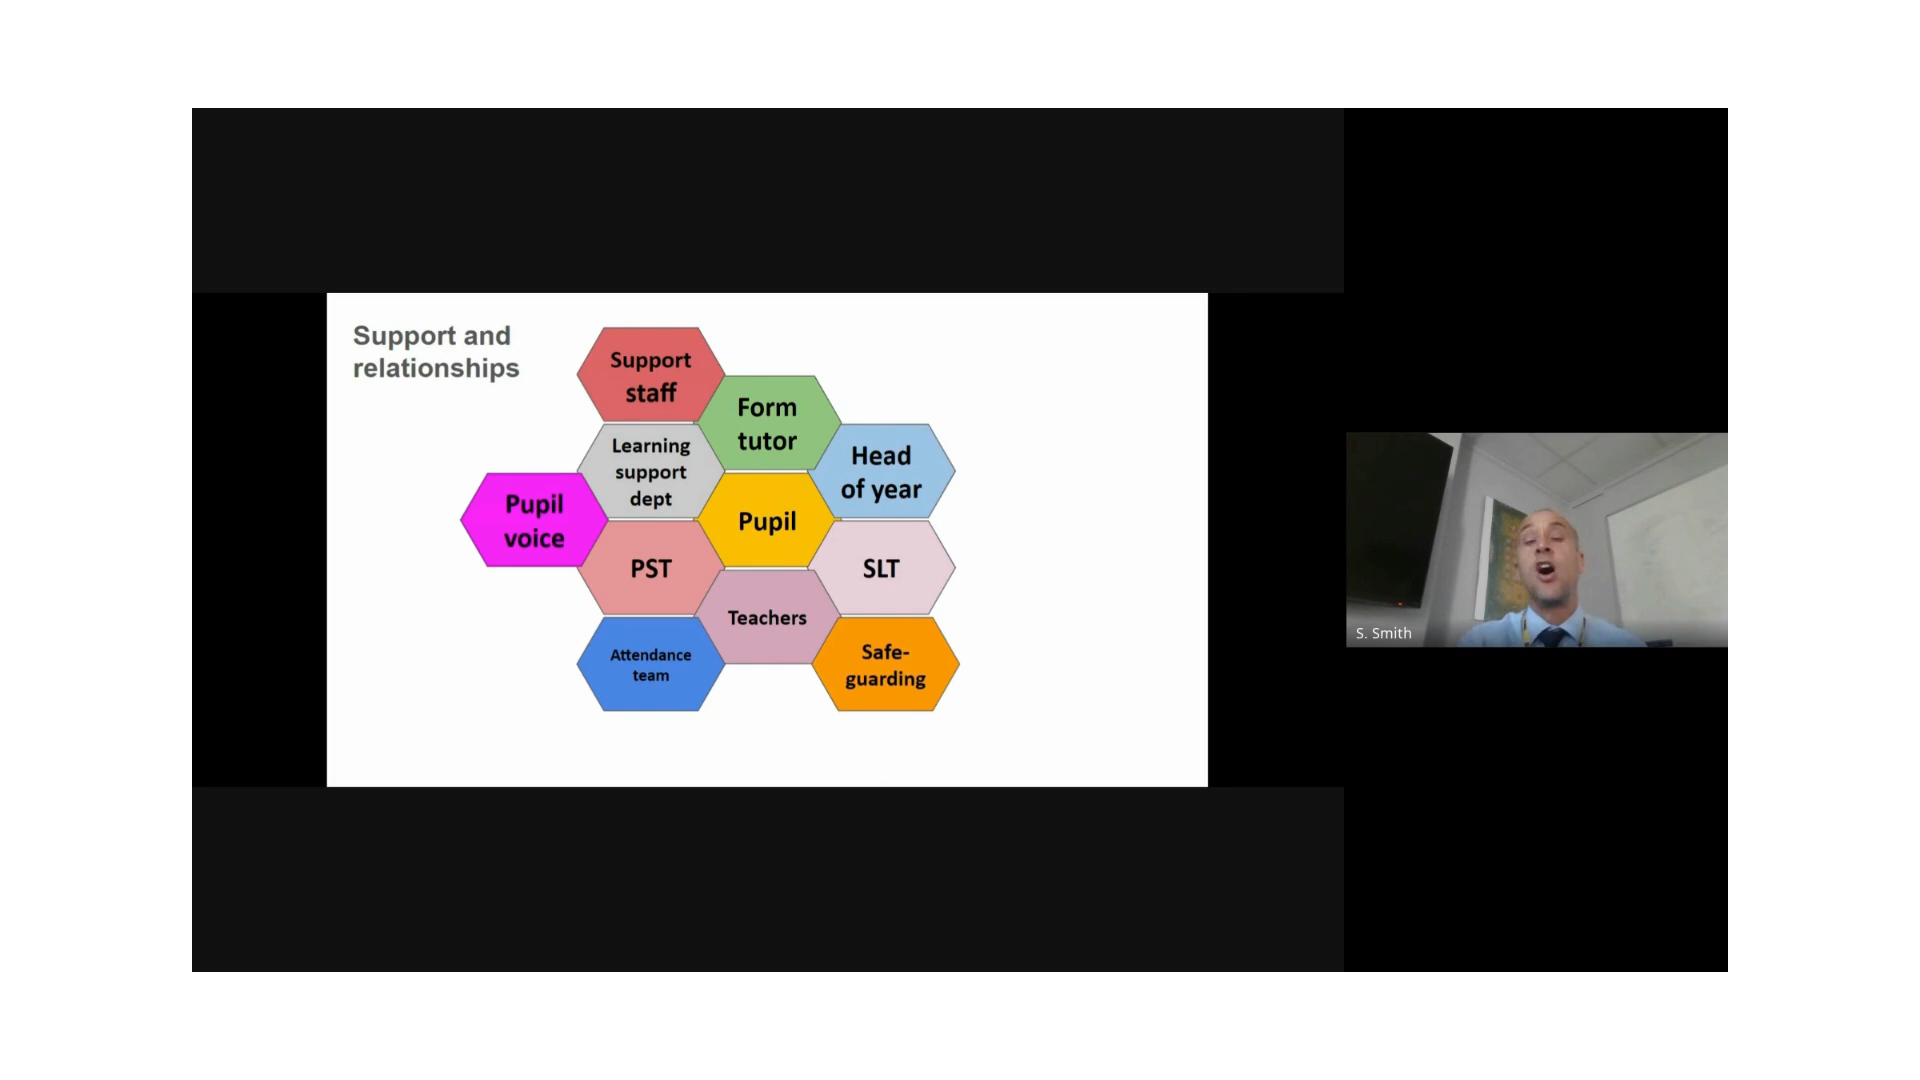 Support and
relationships
Support
staff
Form
tutor
Learning
support
dept
Head
of year
Pupil
voice
Pupil
PST
SLT
Teachers
Attendance
team
Safe-
guarding
S. Smith